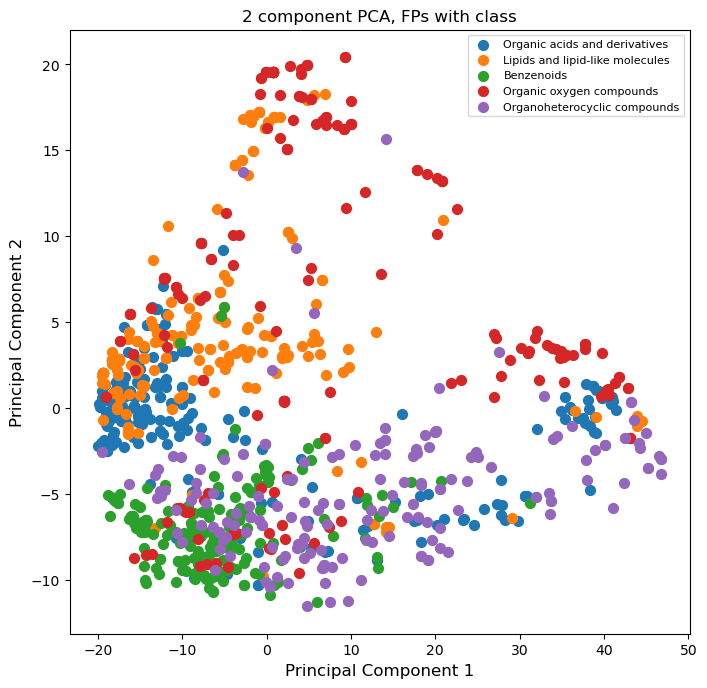 2 component PCA, FPs with class
Organic acids and derivatives
Lipids and lipid-like molecules
Benzenoids
Organic oxygen compounds
Organoheterocyclic compounds
20
15
10
5
0
−5
−10
Principal Component 2
−20 −10 0 10 20 30 40 50
Principal Component 1